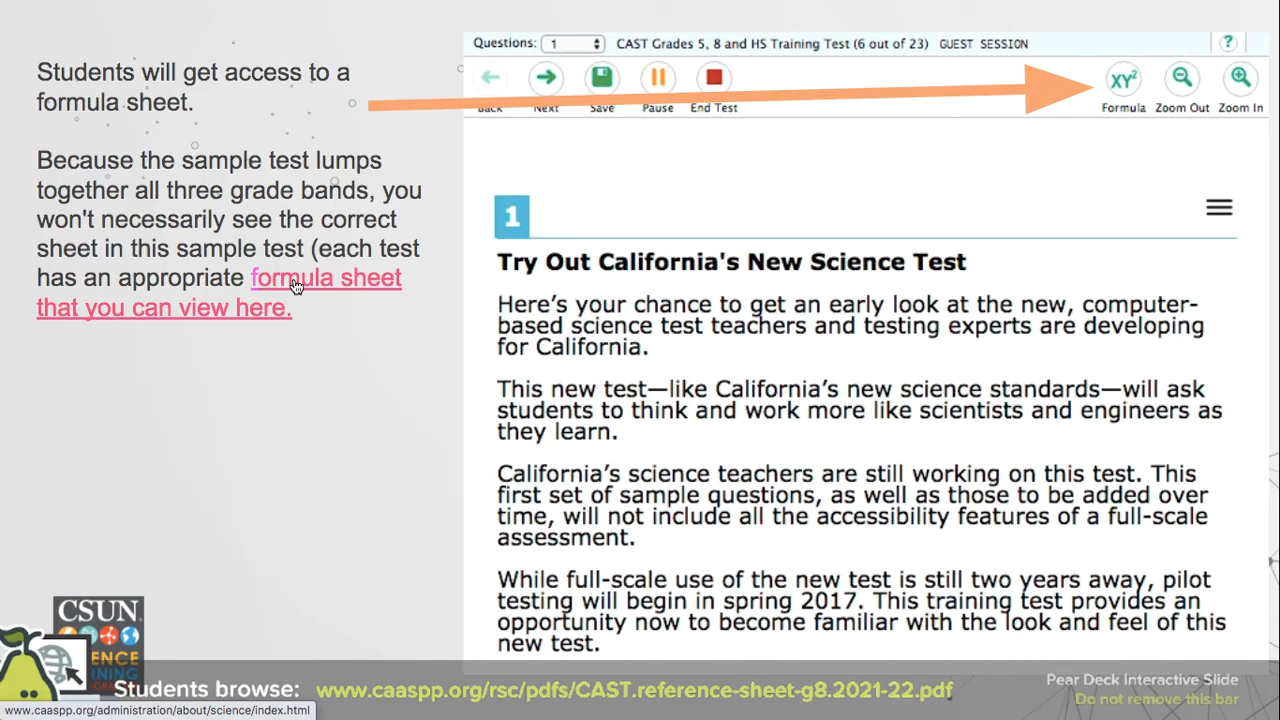 Students will get access to a
formula sheet.
Because the sample test lumps
together all three grade bands, you
won't necessarily see the correct
sheet in this sample test (each test
has an appropriate formula sheet
that you can view here.
Questions: 1 CAST Grades 5, 8 and HS Training Test (6 out of 23) GUEST SESSION ?
XY²
Back Next Save Pause End Test Formula Zoom Out Zoom In
1
Try Out California's New Science Test
Here’s your chance to get an early look at the new, computer-
based science test teachers and testing experts are developing
for California.
This new test—like California’s new science standards—will ask
students to think and work more like scientists and engineers as
they learn.
California’s science teachers are still working on this test. This
first set of sample questions, as well as those to be added over
time, will not include all the accessibility features of a full-scale
assessment.
While full-scale use of the new test is still two years away, pilot
testing will begin in spring 2017. This training test provides an
opportunity now to become familiar with the look and feel of this
new test.
CSUN
Students browse: www.caaspp.org/rsc/pdfs/CAST.reference-sheet-g8.2021-22.pdf
Pear Deck Interactive Slide
Do not remove this bar
www.caaspp.org/administration/about/science/index.html